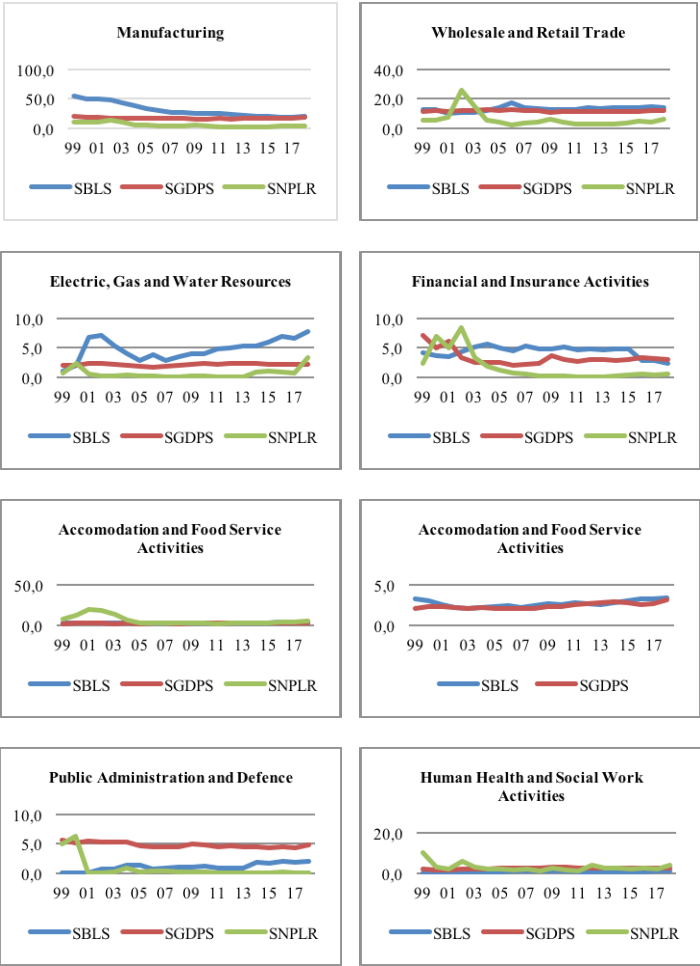 Manufacturing
100,0
50,0
0,0
99 01 03 05 07 09 11 13 15 17
SBLS SGDPS SNPLR
Wholesale and Retail Trade
40,0
20,0
0,0
99 01 03 05 07 09 11 13 15 17
SBLS SGDPS SNPLR
Electric, Gas and Water Resources
10,0
5,0
0,0
99 01 03 05 07 09 11 13 15 17
SBLS SGDPS SNPLR
Financial and Insurance Activities
10,0
5,0
0,0
99 01 03 05 07 09 11 13 15 17
SBLS SGDPS SNPLR
Accomodation and Food Service
Activities
50,0
0,0
99 01 03 05 07 09 11 13 15 17
SBLS SGDPS SNPLR
Accomodation and Food Service
Activities
5,0
0,0
99 01 03 05 07 09 11 13 15 17
SBLS SGDPS
Public Administration and Defence
10,0
5,0
0,0
99 01 03 05 07 09 11 13 15 17
SBLS SGDPS SNPLR
Human Health and Social Work
Activities
20,0
0,0
99 01 03 05 07 09 11 13 15 17
SBLS SGDPS SNPLR